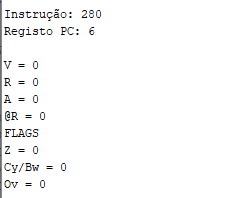 Instrução: 280
Registo PC: 6
V = 0
R = 0
A = 0
@R = 0
FLAGS
Z = 0
Cy/Bw = 0
Ov = 0